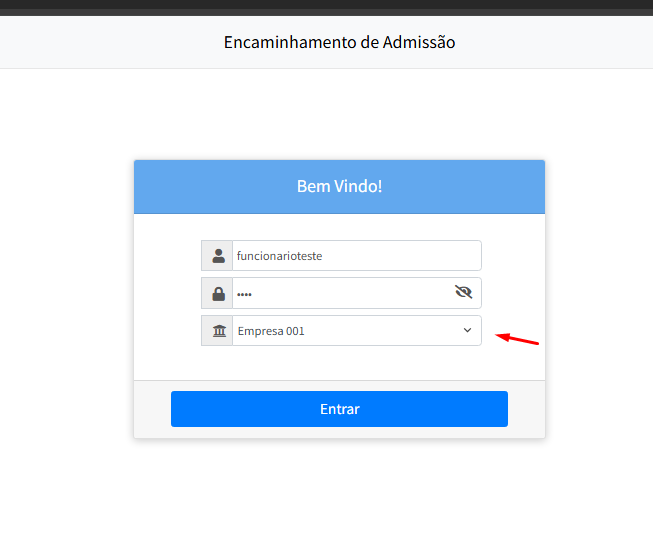 Encaminhamento de Admissão
Bem Vindo!
funcionarioteste
••••
Empresa 001
Entrar